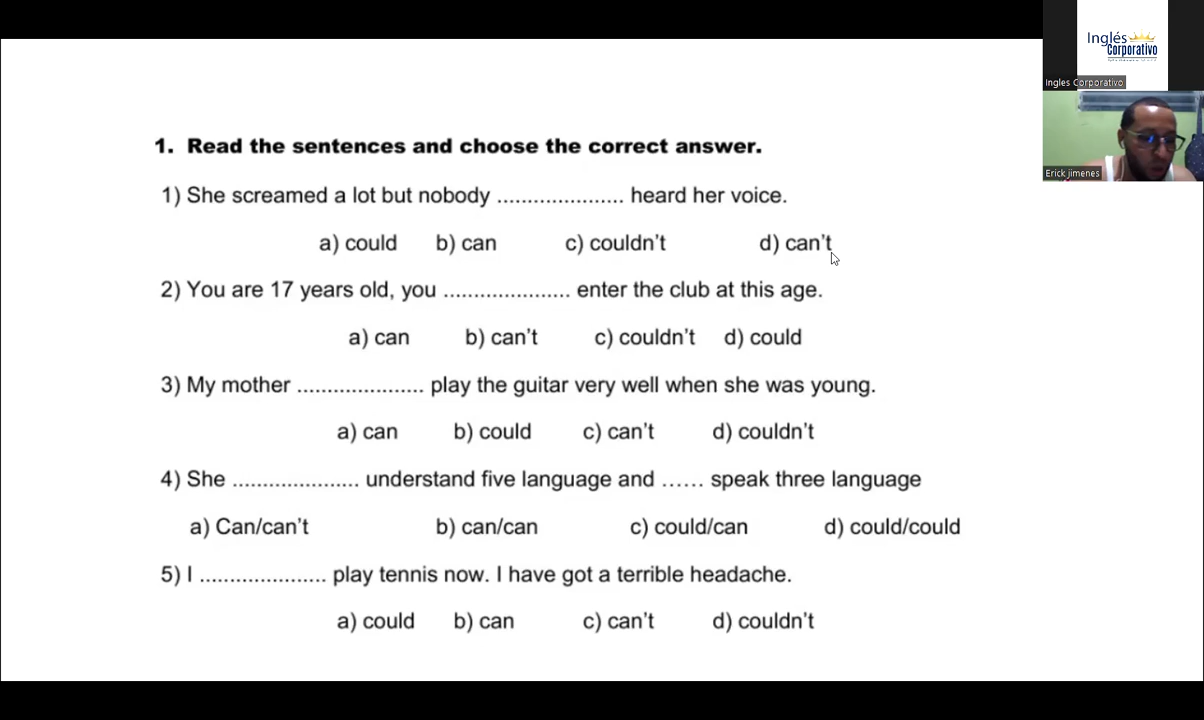 Inglés
Corporativo
Ingles Corporativo
Erick jimenes
1. Read the sentences and choose the correct answer.
1) She screamed a lot but nobody ..................... heard her voice.
a) could b) can c) couldn't d) can't
2) You are 17 years old, you ..................... enter the club at this age.
a) can b) can't c) couldn't d) could
3) My mother ..................... play the guitar very well when she was young.
a) can b) could c) can't d) couldn't
4) She ..................... understand five language and …… speak three language
a) Can/can't b) can/can c) could/can d) could/could
5) I ..................... play tennis now. I have got a terrible headache.
a) could b) can c) can't d) couldn't